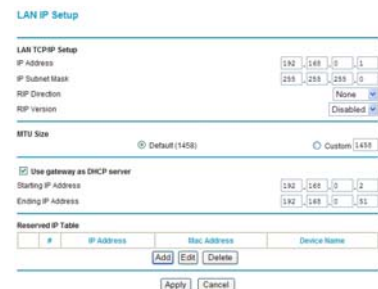 LAN IP Setup
LAN TCP/IP Setup
IP Address 192 . 168 . 0 . 1
IP Subnet Mask 255 . 255 . 255 . 0
RIP Direction None
RIP Version Disabled
MTU Size
Default (1458) Custom 1458
Use gateway as DHCP server
Starting IP Address 192 . 168 . 0 . 2
Ending IP Address 192 . 168 . 0 . 51
Reserved IP Table
# IP Address Mac Address Device Name
Add Edit Delete
Apply Cancel